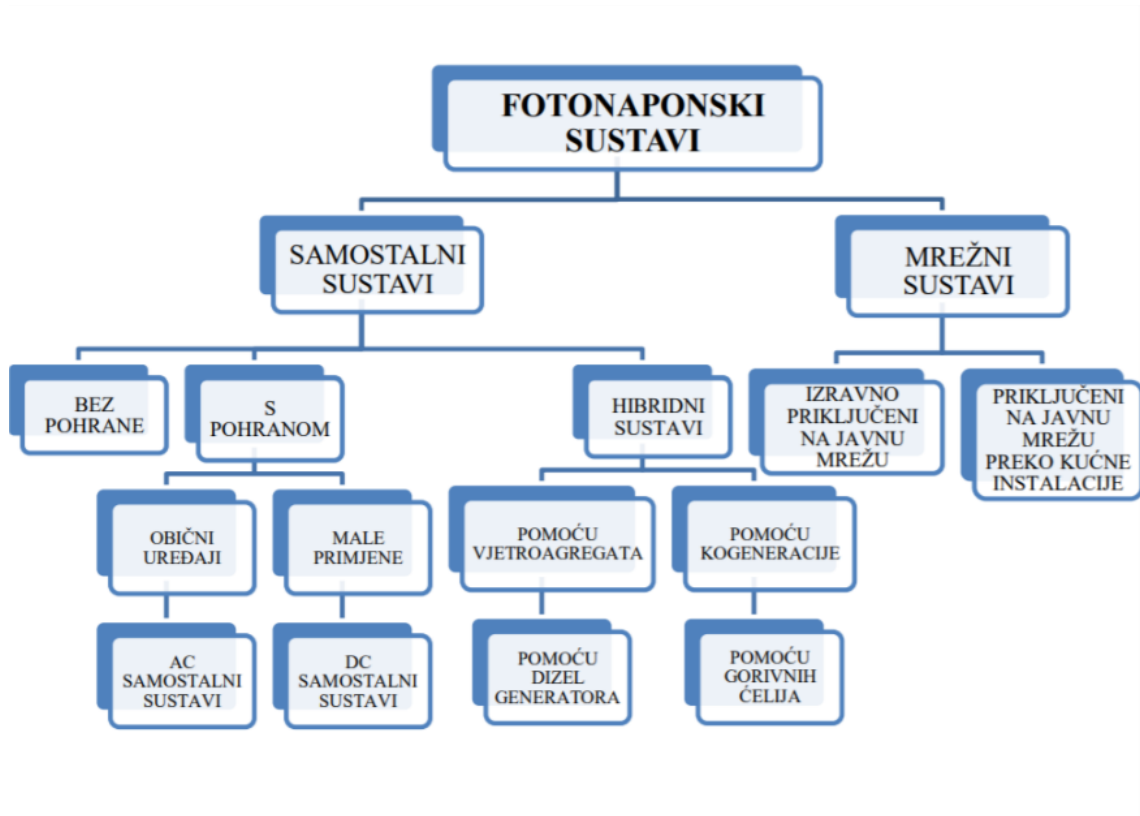 FOTONAPONSKI
SUSTAVI
SAMOSTALNI
SUSTAVI
MREŽNI
SUSTAVI
BEZ
POHRANE
S
POHRANOM
HIBRIDNI
SUSTAVI
IZRAVNO
PRIKLJUČENI
NA JAVNU
MREŽU
PRIKLJUČENI
NA JAVNU
MREŽU
PREKO KUĆNE
INSTALACIJE
OBIČNI
UREĐAJI
MALE
PRIMJENE
POMOĆU
VJETROAGREGATA
POMOĆU
KOGENERACIJE
AC
SAMOSTALNI
SUSTAVI
DC
SAMOSTALNI
SUSTAVI
POMOĆU
DIZEL
GENERATORA
POMOĆU
GORIVNIH
ĆELIJA